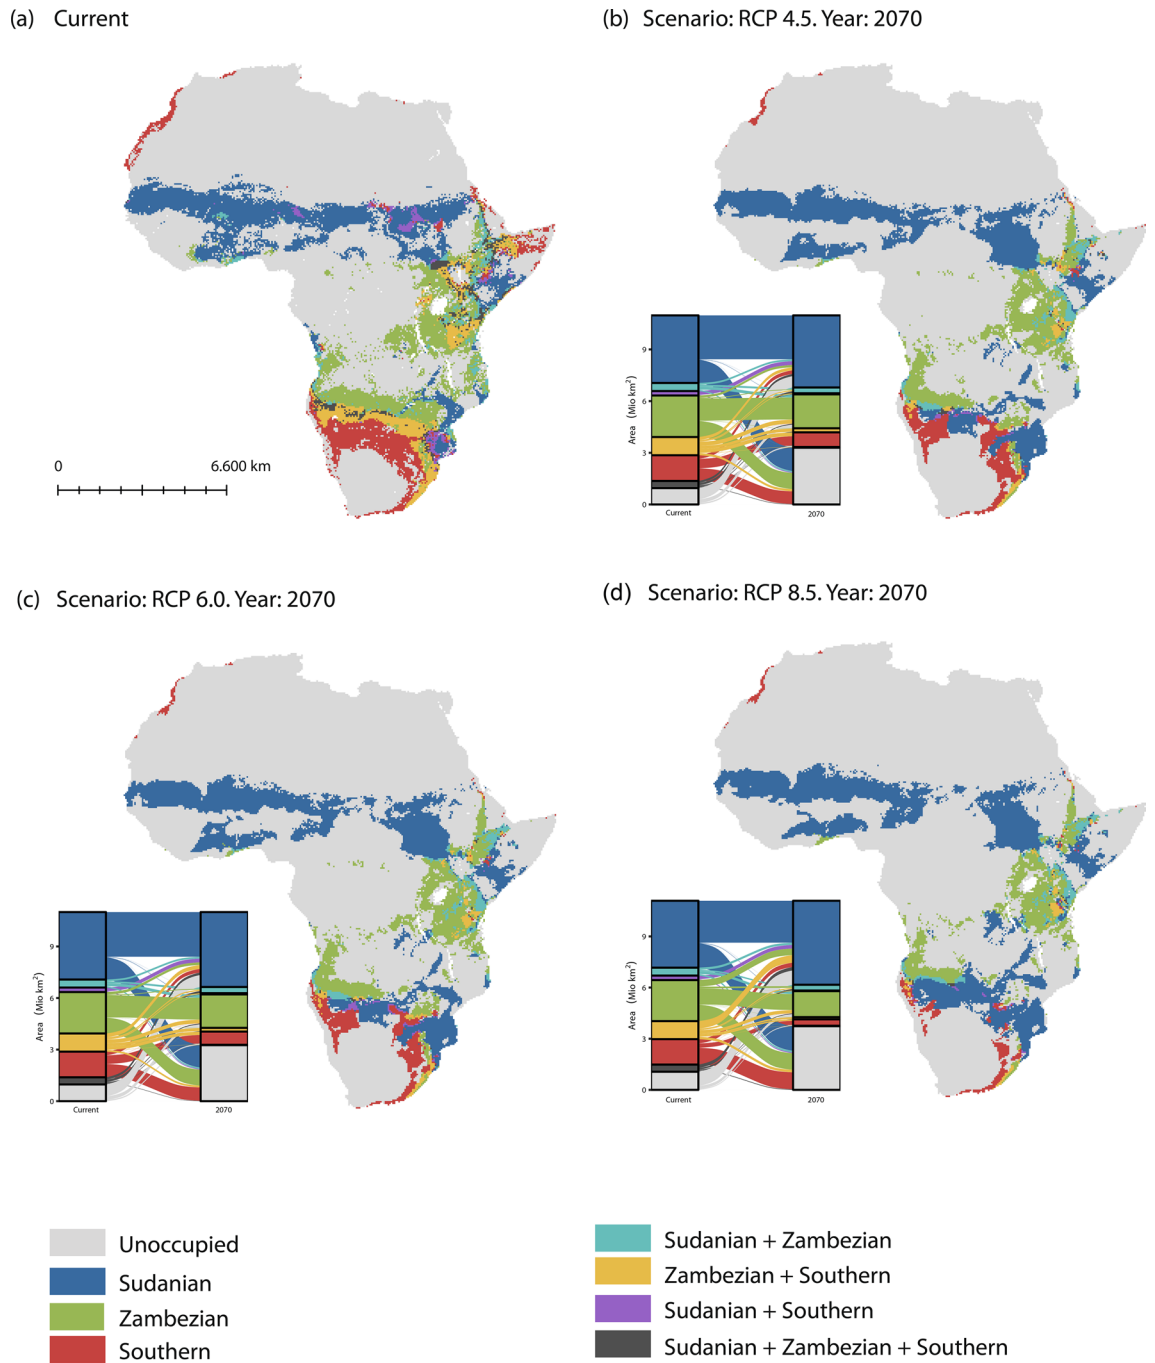 (a) Current
(b) Scenario: RCP 4.5. Year: 2070
0 6.600 km
Area (Mio km²)
9
6
3
0
Current 2070
(c) Scenario: RCP 6.0. Year: 2070
(d) Scenario: RCP 8.5. Year: 2070
Area (Mio km²)
9
6
3
0
Current 2070
Area (Mio km²)
9
6
3
0
Current 2070
Unoccupied
Sudanian
Zambezian
Southern
Sudanian + Zambezian
Zambezian + Southern
Sudanian + Southern
Sudanian + Zambezian + Southern